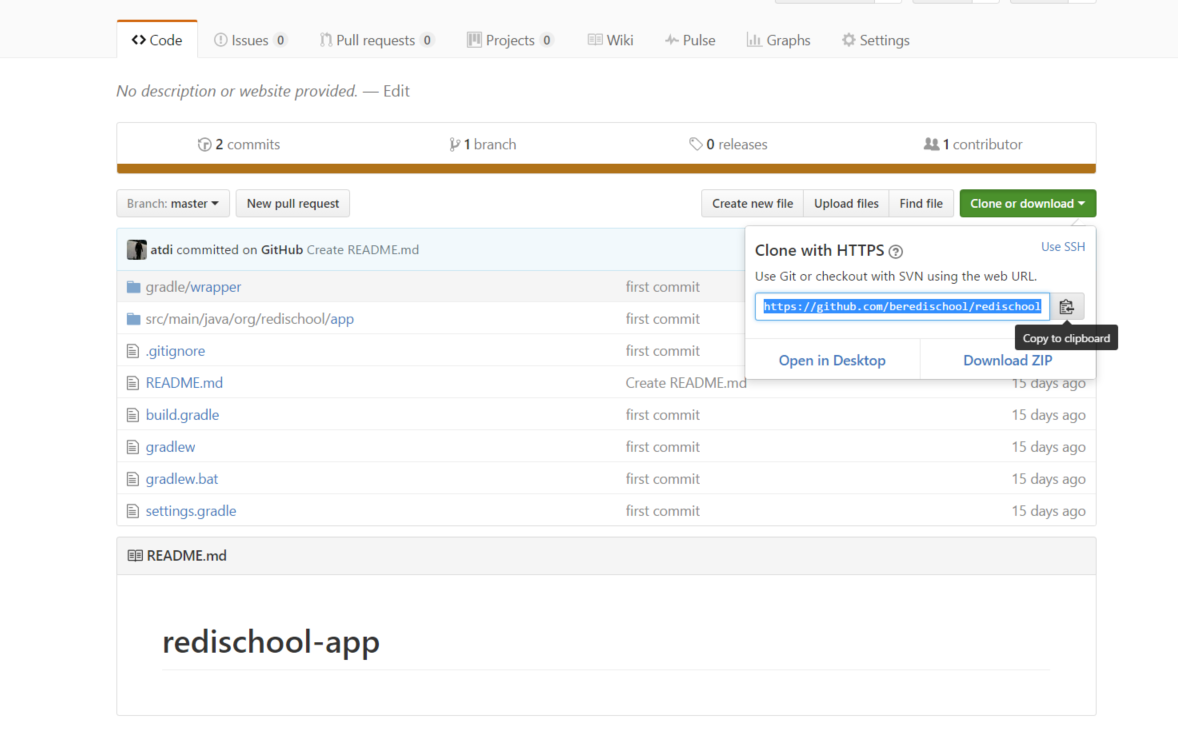 Code Issues 0 Pull requests 0 Projects 0 Wiki Pulse Graphs Settings
No description or website provided. — Edit
2 commits 1 branch 0 releases 1 contributor
Branch: master New pull request Create new file Upload files Find file Clone or download
atdi committed on GitHub Create README.md
Clone with HTTPS ? Use SSH
Use Git or checkout with SVN using the web URL.
https://github.com/beredischool/redischool
Copy to clipboard
Open in Desktop Download ZIP
gradle/wrapper first commit
src/main/java/org/redischool/app first commit
.gitignore first commit
README.md Create README.md 15 days ago
build.gradle first commit 15 days ago
gradlew first commit 15 days ago
gradlew.bat first commit 15 days ago
settings.gradle first commit 15 days ago
README.md
redischool-app